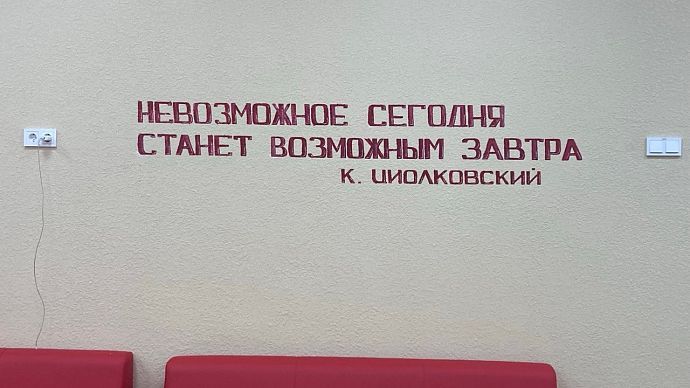 НЕВОЗМОЖНОЕ СЕГОДНЯ
СТАНЕТ ВОЗМОЖНЫМ ЗАВТРА
К. ЦИОЛКОВСКИЙ